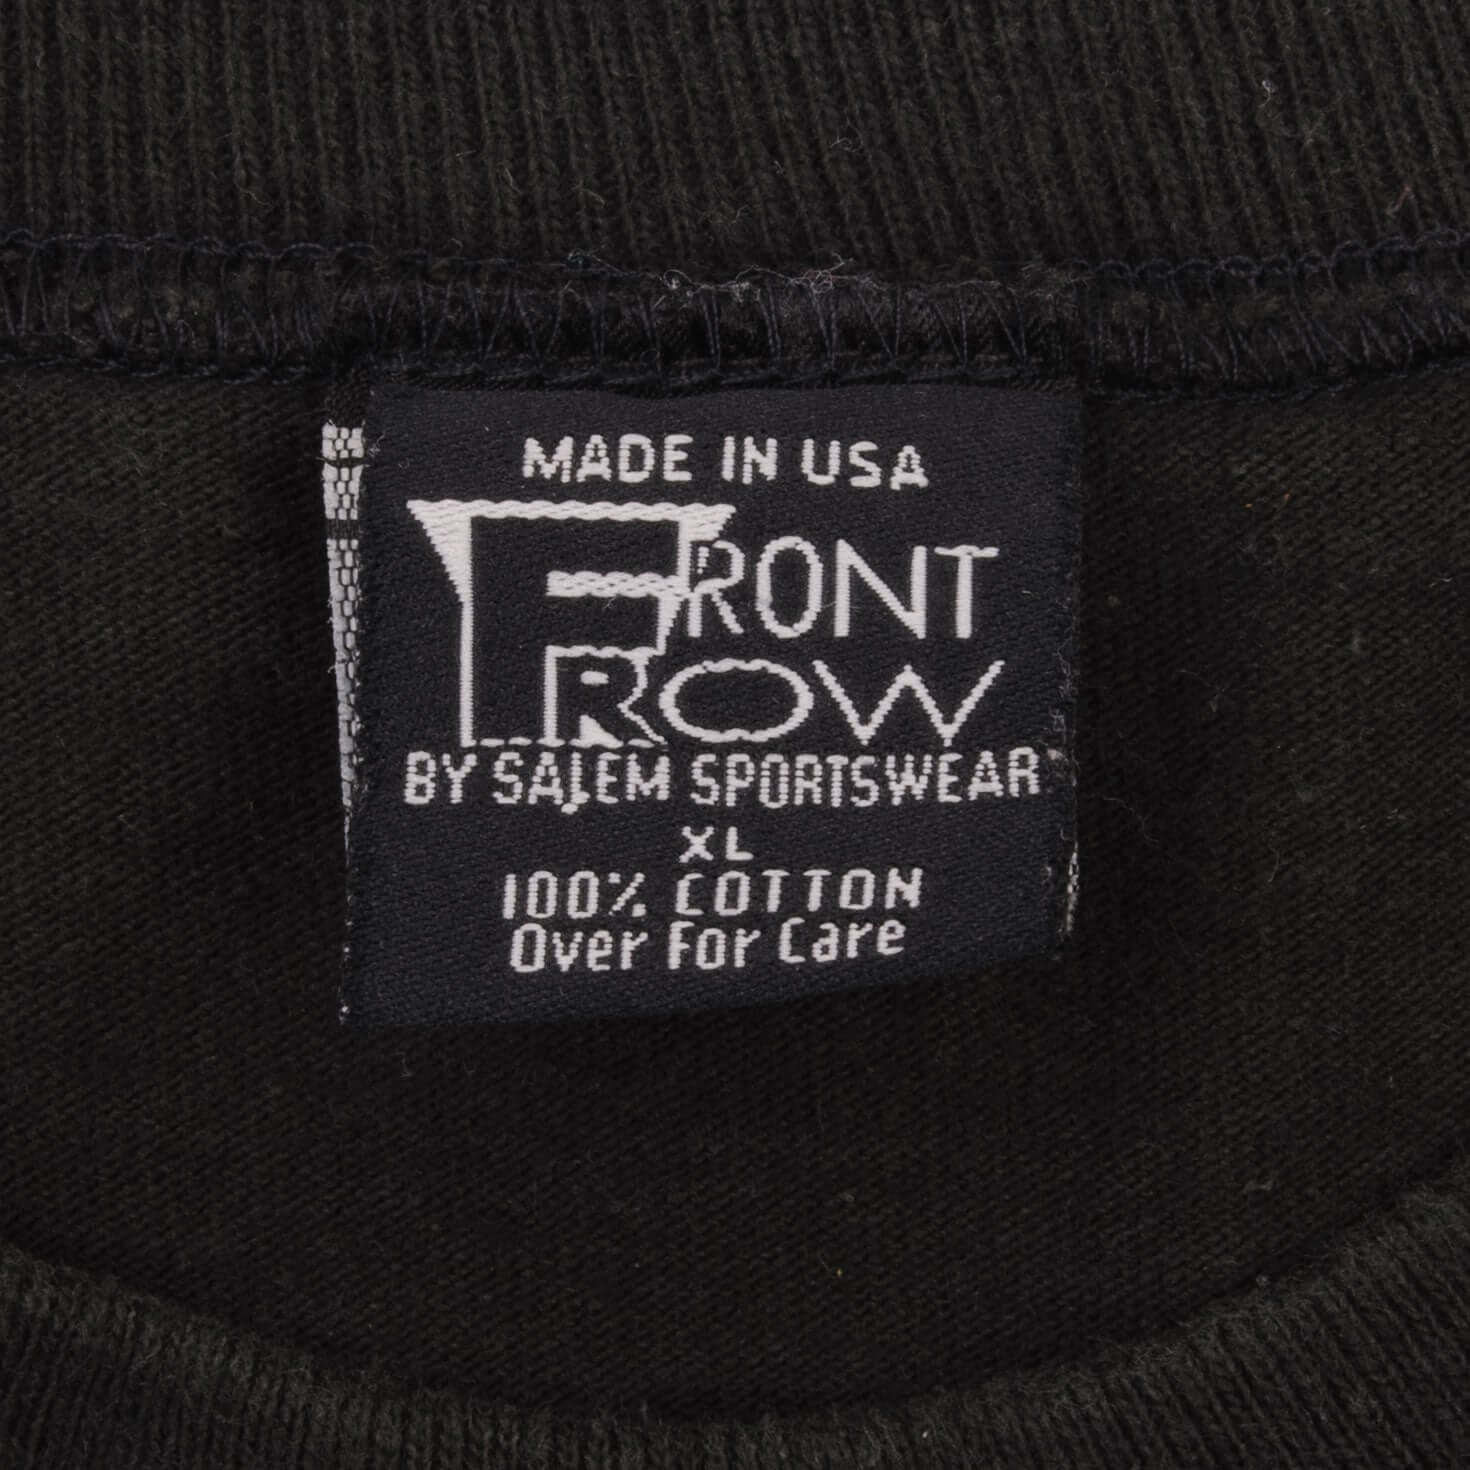 MADE IN USA
FRONT
ROW
BY SALEM SPORTSWEAR
XL
100% COTTON
Over For Care